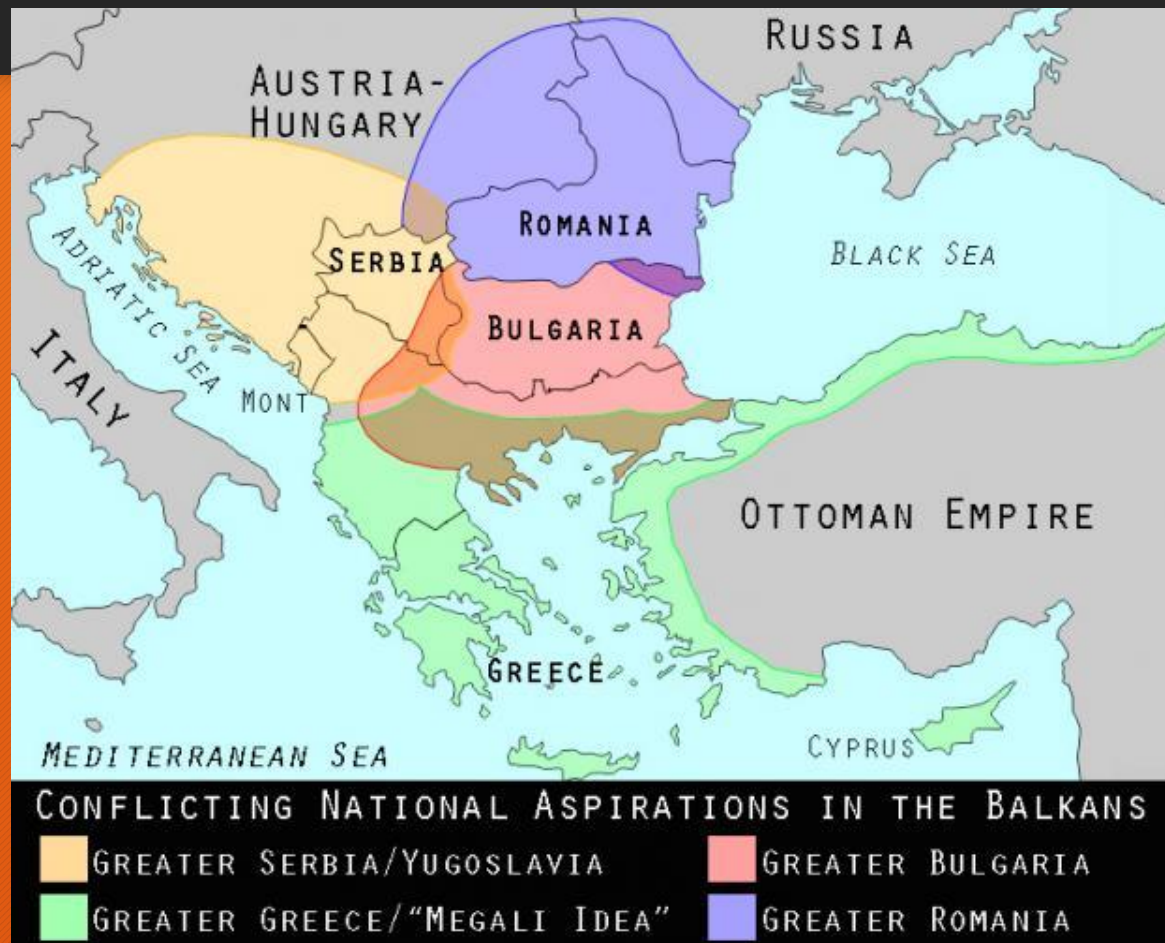 RUSSIA
AUSTRIA-
HUNGARY
ROMANIA
SERBIA
BLACK SEA
ADRIATIC SEA
BULGARIA
ITALY
MONT
OTTOMAN EMPIRE
GREECE
CYPRUS
MEDITERRANEAN SEA
CONFLICTING NATIONAL ASPIRATIONS IN THE BALKANS
GREATER SERBIA/YUGOSLAVIA
GREATER BULGARIA
GREATER GREECE/"MEGALI IDEA"
GREATER ROMANIA